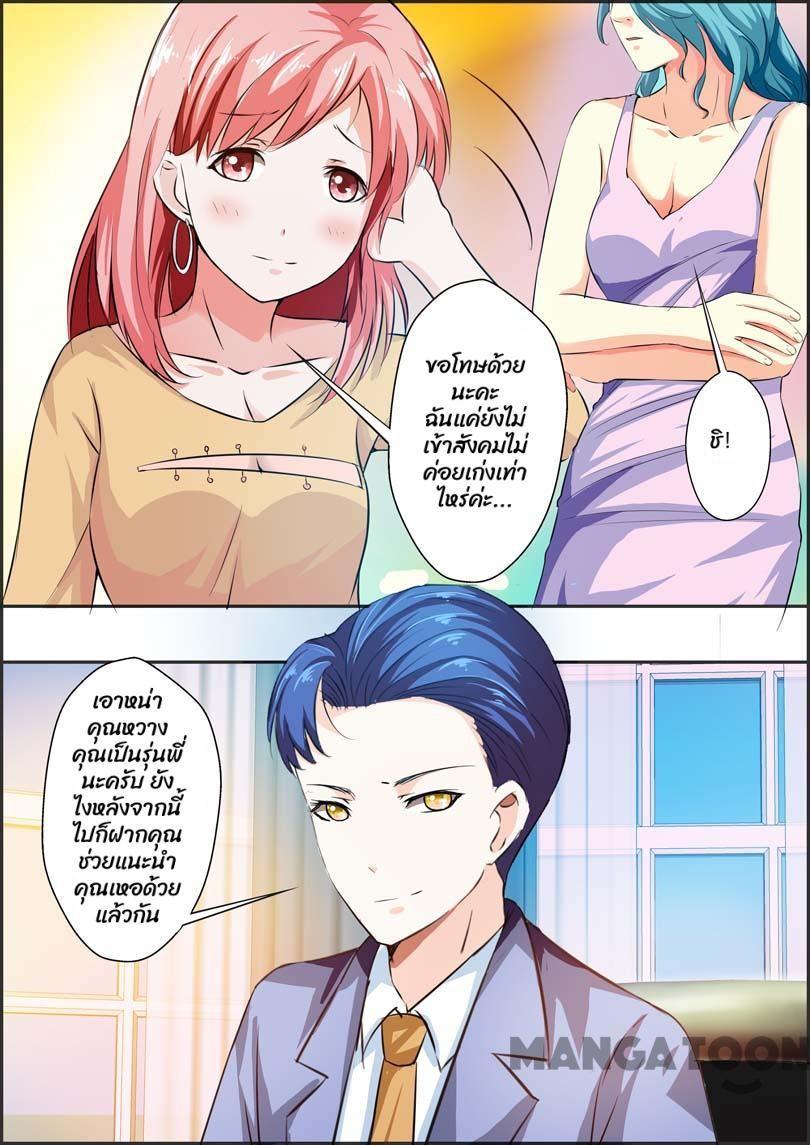 ขอโทษด้วย
นะคะ
ฉันแค่ยังไม่
เข้าสังคมไม่
ค่อยเก่งเท่า
ไหร่ค่ะ...
ชิ!
เอาหน่า
คุณหวาง
คุณเป็นรุ่นพี่
นะครับ ยัง
ไงหลังจากนี้
ไปก็ฝากคุณ
ช่วยแนะนำ
คุณเหอด้วย
แล้วกัน
MANGATOON